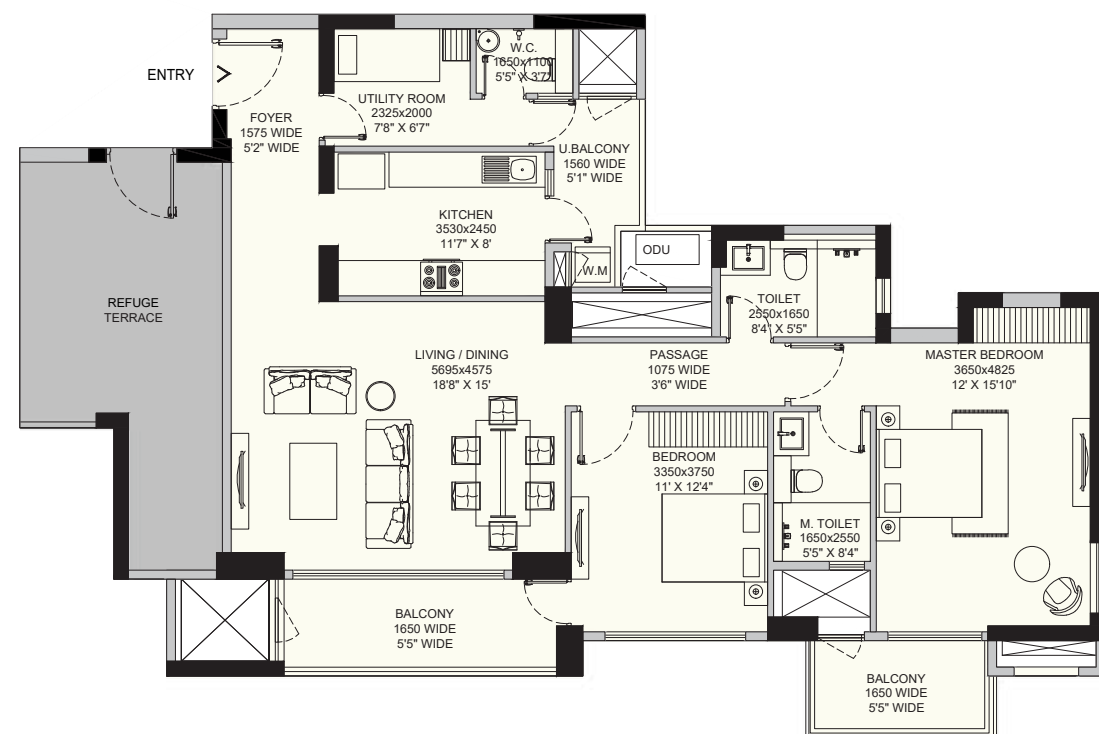 ENTRY
W.C.
1650x1100
5'5" X 3'7"
UTILITY ROOM
2325x2000
7'8" X 6'7"
FOYER
1575 WIDE
5'2" WIDE
U.BALCONY
1560 WIDE
5'1" WIDE
KITCHEN
3530x2450
11'7" X 8'
ODU
W.M
REFUGE
TERRACE
TOILET
2550x1650
8'4" X 5'5"
LIVING / DINING
5695x4575
18'8" X 15'
PASSAGE
1075 WIDE
3'6" WIDE
MASTER BEDROOM
3650x4825
12' X 15'10"
BEDROOM
3350x3750
11' X 12'4"
M. TOILET
1650x2550
5'5" X 8'4"
BALCONY
1650 WIDE
5'5" WIDE
BALCONY
1650 WIDE
5'5" WIDE